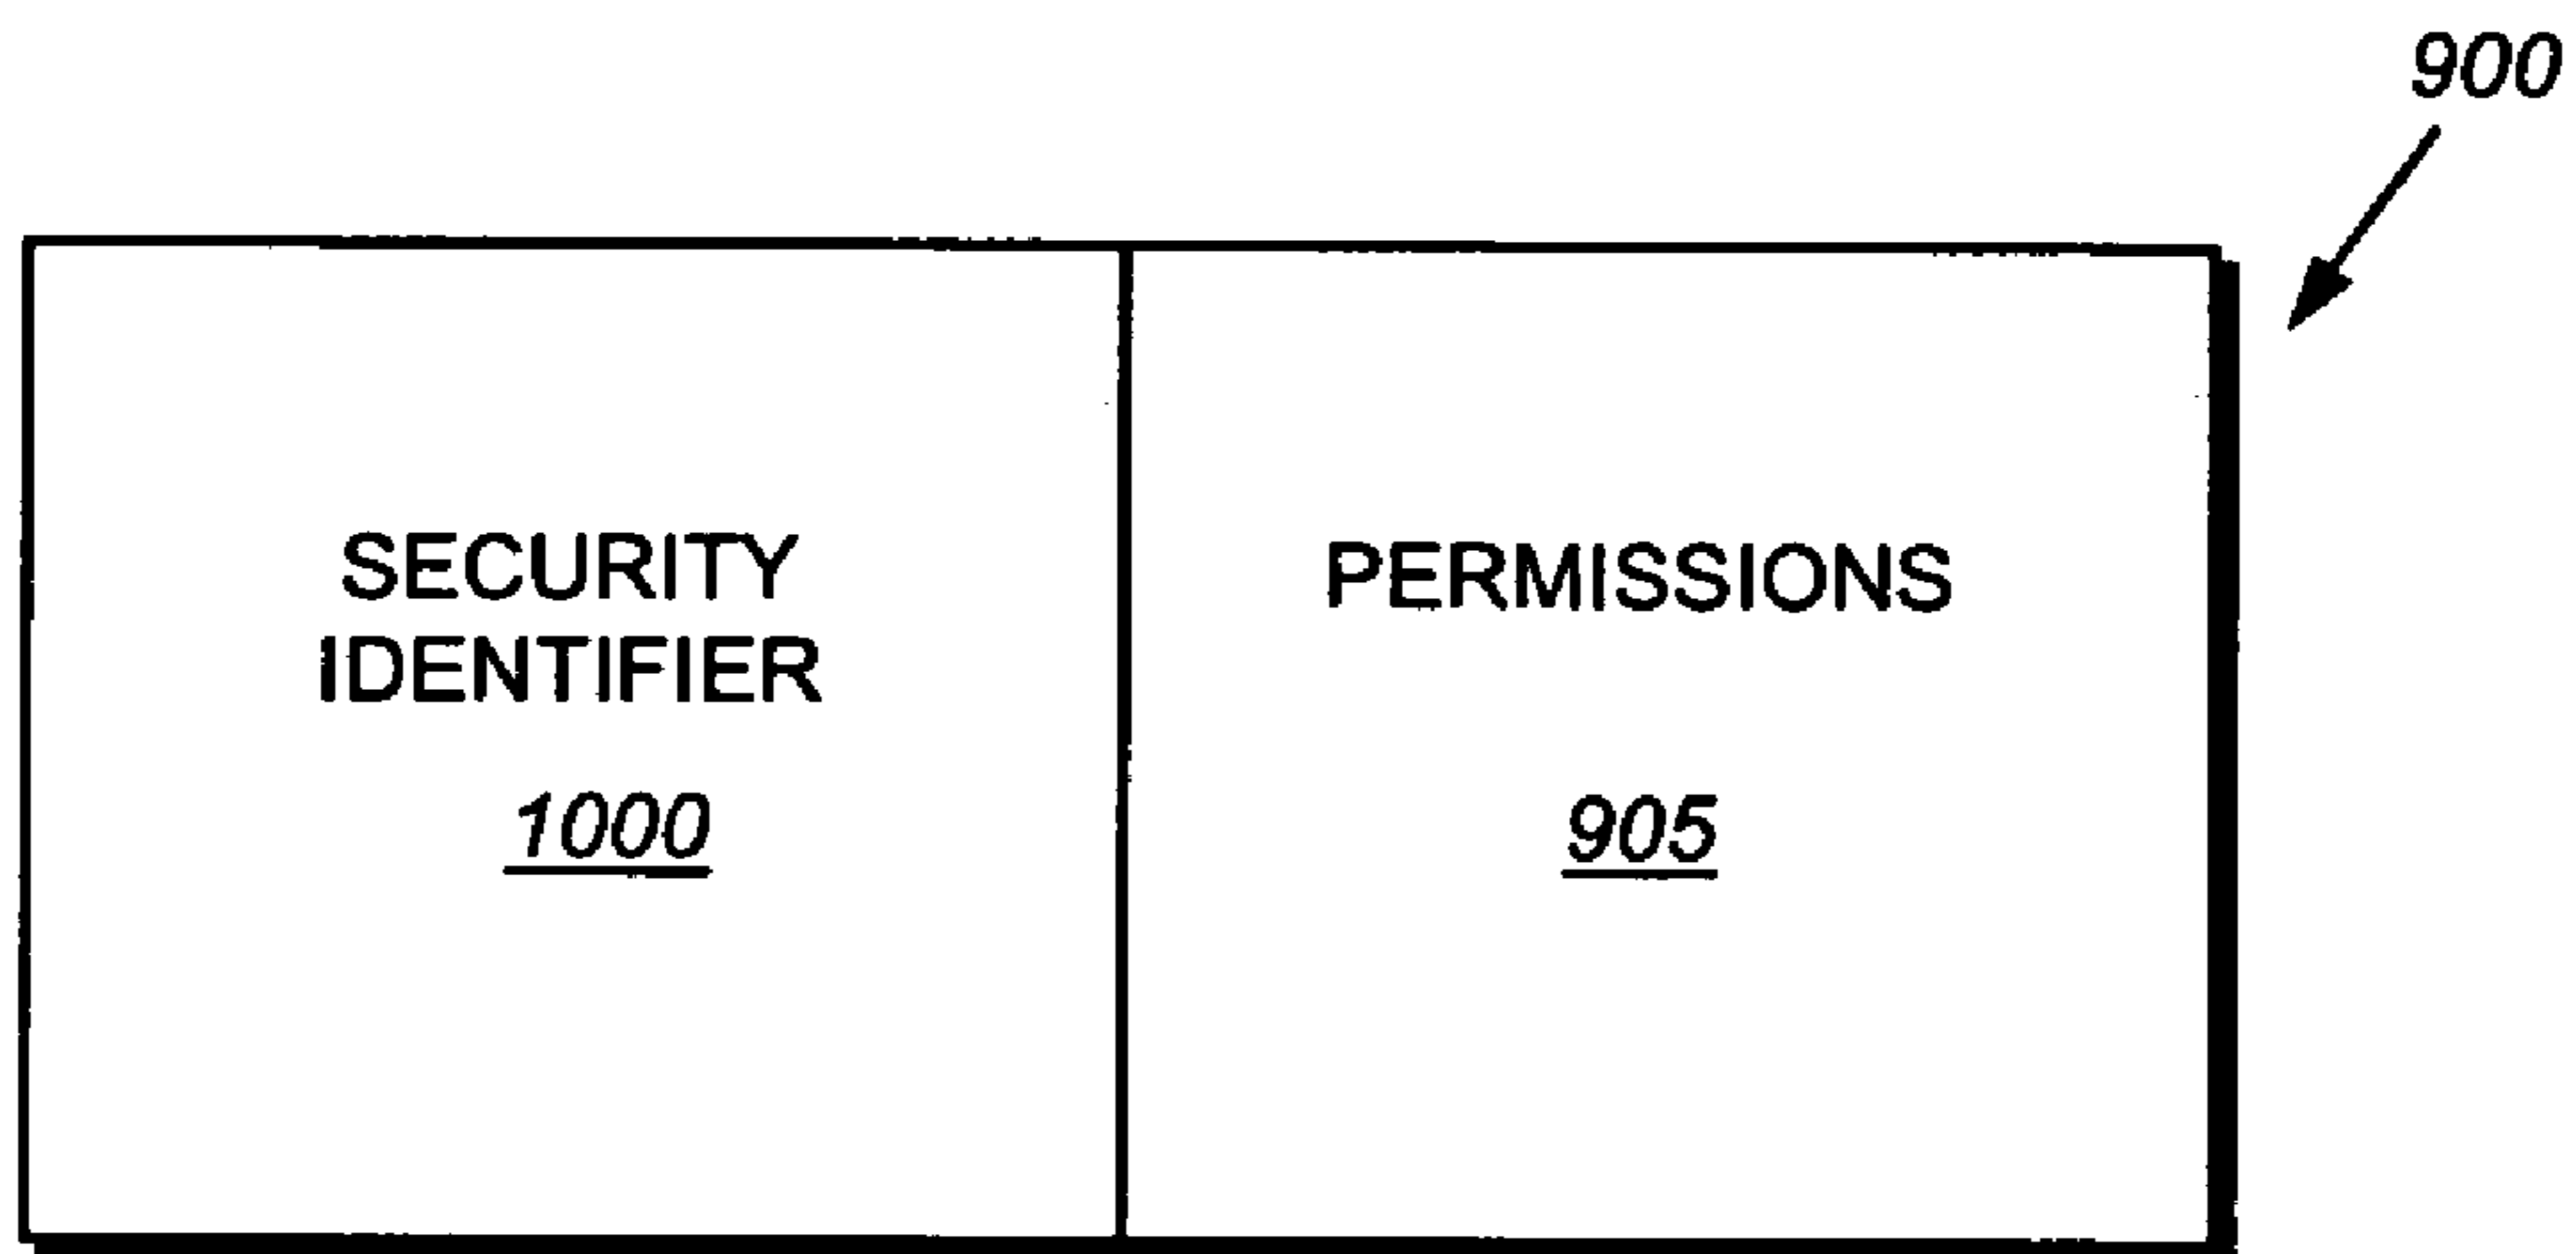 900
SECURITY
IDENTIFIER
1000
PERMISSIONS
905